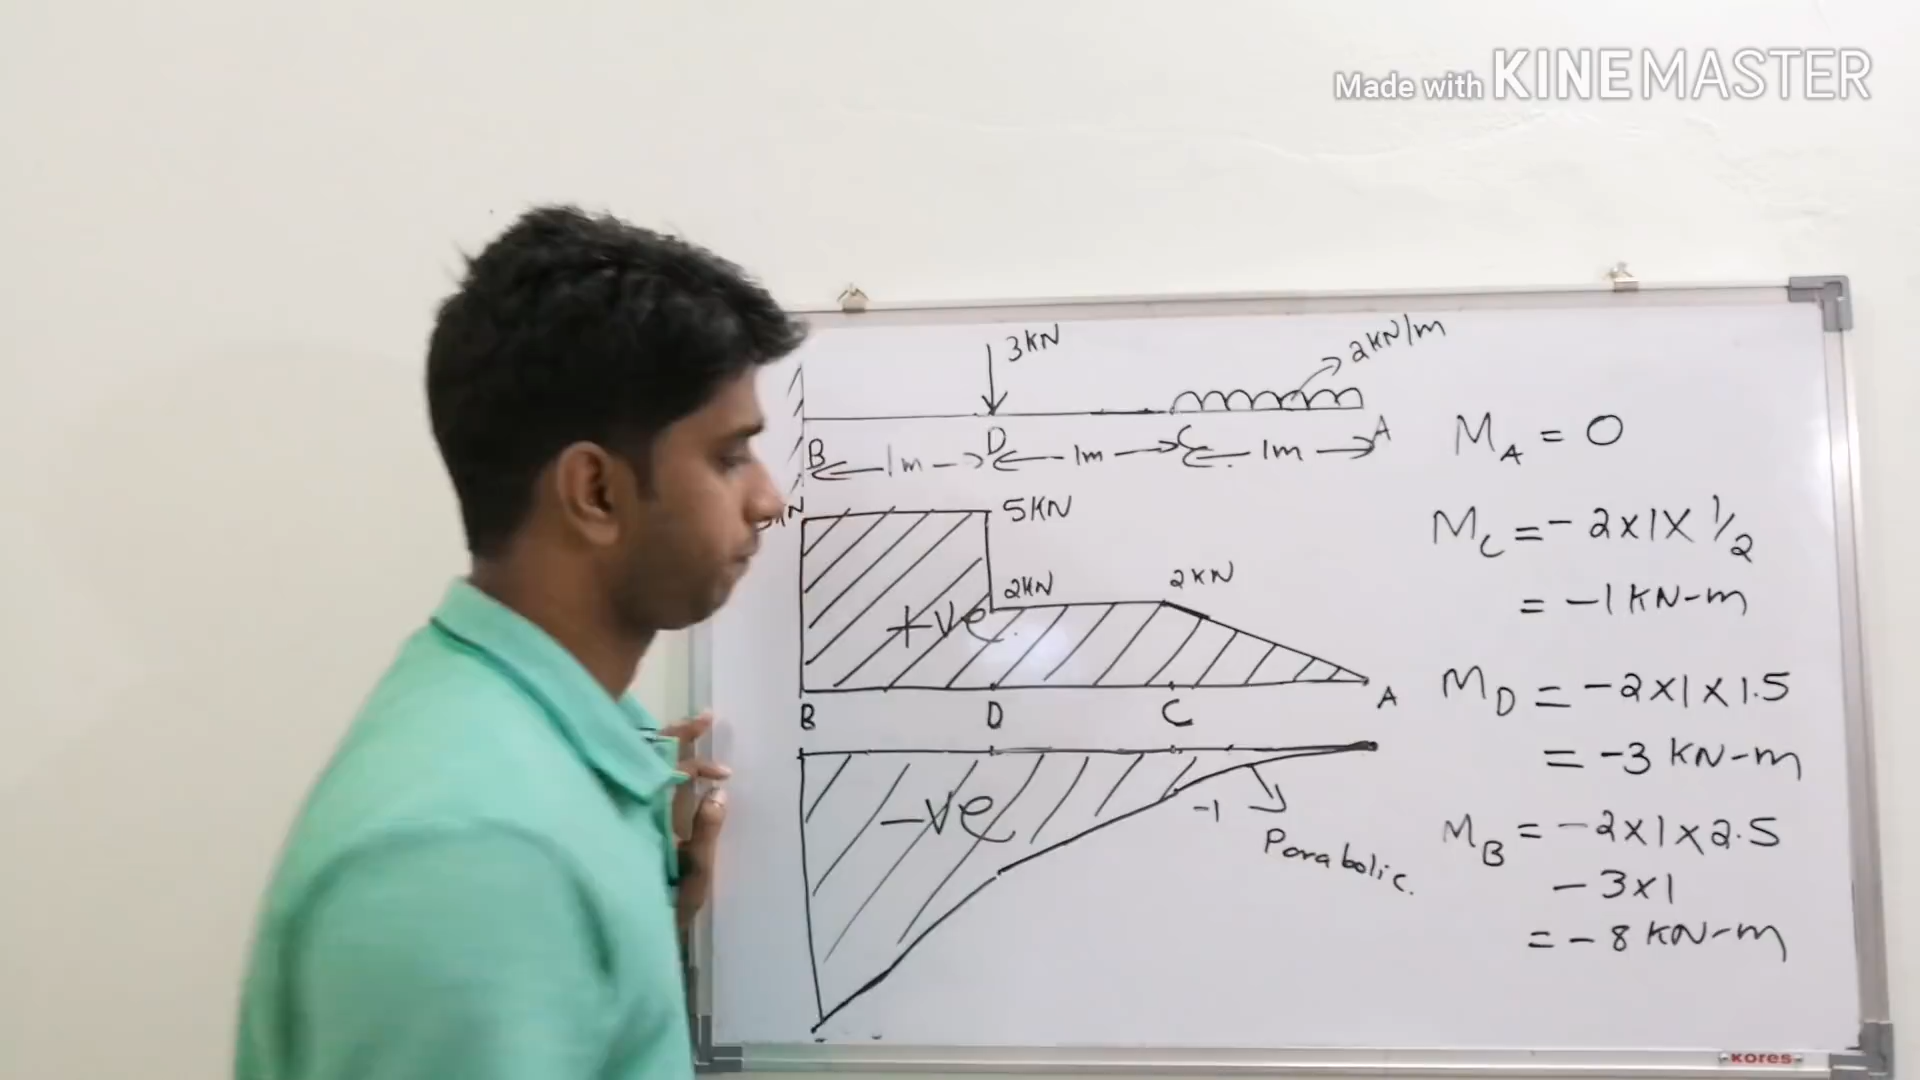 Made with KINEMASTER
3KN
2KN/m
B 1m D 1m C 1m A
5KN
2KN
2KN
+ve
B D C A
-ve
-1
Parabolic.
M_A = 0
M_C = - 2x1x 1/2
= -1 KN-m
M_D = -2x1x1.5
= -3 KN-m
M_B = -2x1x2.5
- 3x1
= - 8 KN-m
KORES